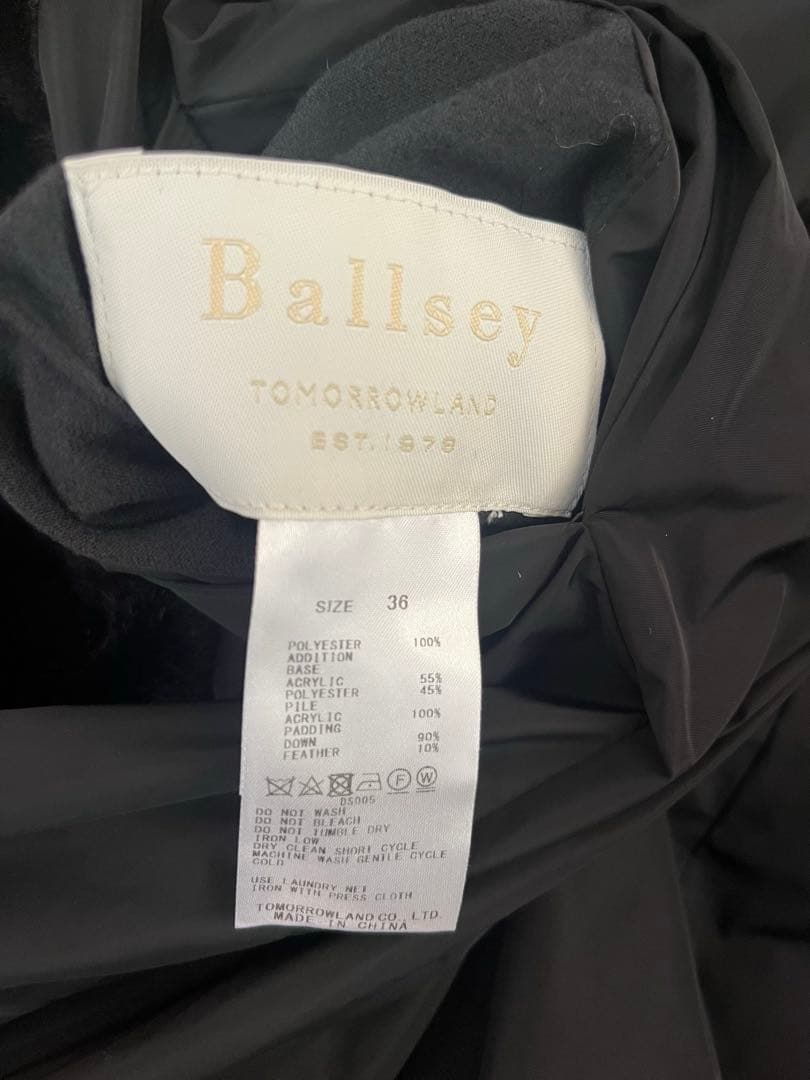 Ballsey
TOMORROWLAND
EST.1978
SIZE 36
POLYESTER 100%
ADDITION
BASE
ACRYLIC 55%
POLYESTER 45%
PILE
ACRYLIC 100%
PADDING
DOWN 90%
FEATHER 10%
F W
DS005
DO NOT WASH
DO NOT BLEACH
DO NOT TUMBLE DRY
IRON LOW
DRY CLEAN SHORT CYCLE
MACHINE WASH GENTLE CYCLE
COLD
USE LAUNDRY NET
IRON WITH PRESS CLOTH
TOMORROWLAND CO., LTD.
MADE IN CHINA